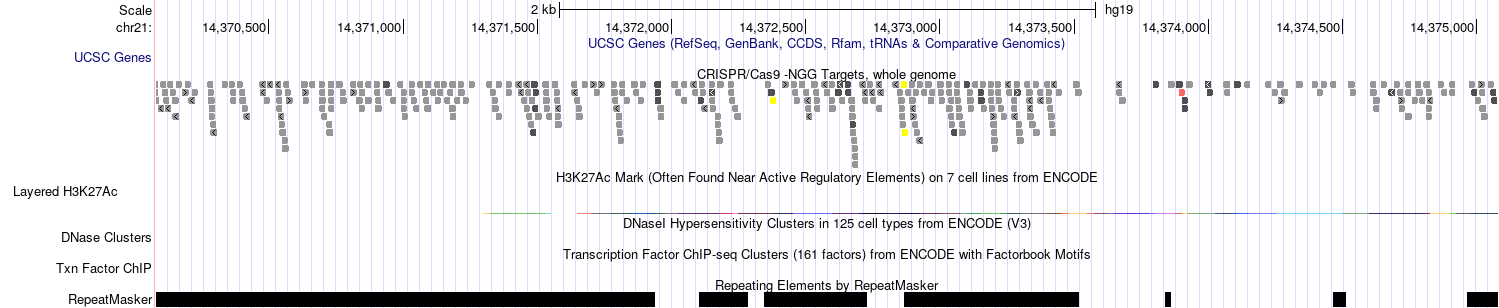 Scale 2 kb hg19
chr21: 14,370,500 14,371,000 14,371,500 14,372,000 14,372,500 14,373,000 14,373,500 14,374,000 14,374,500 14,375,000
UCSC Genes (RefSeq, GenBank, CCDS, Rfam, tRNAs & Comparative Genomics)
UCSC Genes
CRISPR/Cas9 -NGG Targets, whole genome
H3K27Ac Mark (Often Found Near Active Regulatory Elements) on 7 cell lines from ENCODE
Layered H3K27Ac
DNaseI Hypersensitivity Clusters in 125 cell types from ENCODE (V3)
DNase Clusters
Transcription Factor ChIP-seq Clusters (161 factors) from ENCODE with Factorbook Motifs
Txn Factor ChIP
Repeating Elements by RepeatMasker
RepeatMasker